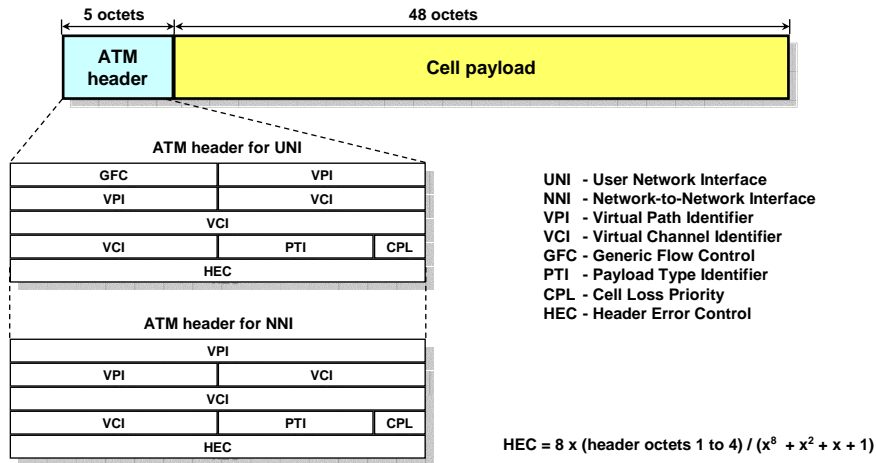 5 octets
48 octets
ATM
header
Cell payload
ATM header for UNI
GFC VPI
VPI VCI
VCI
VCI PTI CPL
HEC
ATM header for NNI
VPI
VPI VCI
VCI
VCI PTI CPL
HEC
UNI - User Network Interface
NNI - Network-to-Network Interface
VPI - Virtual Path Identifier
VCI - Virtual Channel Identifier
GFC - Generic Flow Control
PTI - Payload Type Identifier
CPL - Cell Loss Priority
HEC - Header Error Control
HEC = 8 x (header octets 1 to 4) / (x⁸ + x² + x + 1)